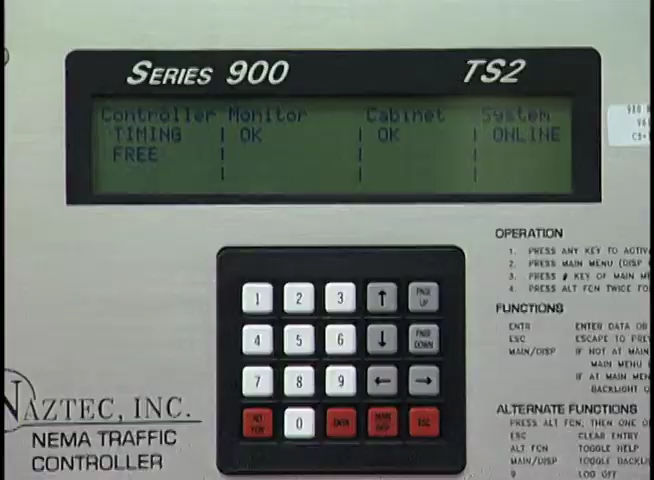 SERIES 900 TS2
Controller Monitor Cabinet System
TIMING | OK | OK | ONLINE
FREE
1 2 3 ↑ PAGE UP
4 5 6 ↓ PAGE DOWN
7 8 9 ← →
ALT FCN 0 ENTR MAIN DISP ESC
NAZTEC, INC.
NEMA TRAFFIC
CONTROLLER
OPERATION
1. PRESS ANY KEY TO ACTIV
2. PRESS MAIN MENU (DISP
3. PRESS # KEY OF MAIN M
4. PRESS ALT FCN TWICE FO
FUNCTIONS
ENTR ENTER DATA OR
ESC ESCAPE TO PRE
MAIN/DISP IF NOT AT MAIN
MAIN MENU
IF AT MAIN MEN
BACKLIGHT
ALTERNATE FUNCTIONS
PRESS ALT FCN, THEN ONE O
ESC CLEAR ENTRY
ALT FCN TOGGLE HELP
MAIN/DISP TOGGLE BACKLI
9 LOG OFF